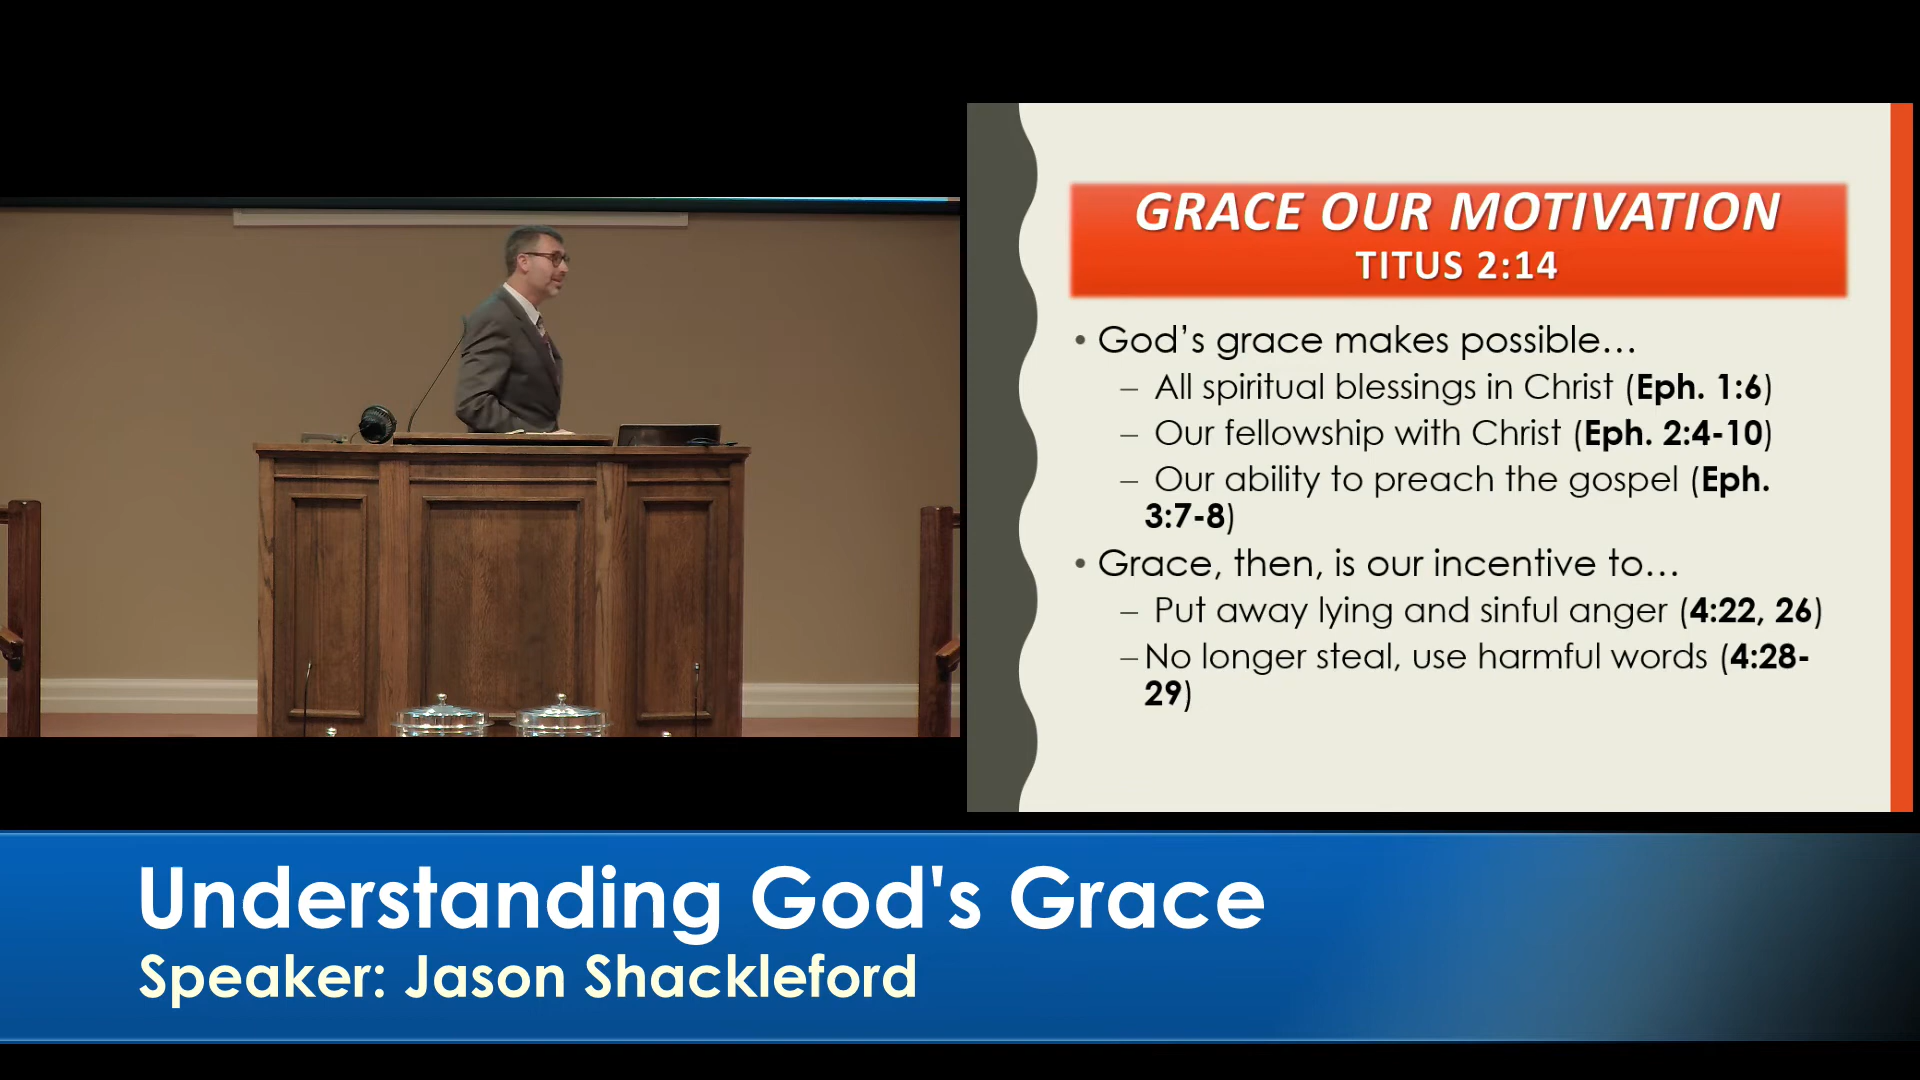 GRACE OUR MOTIVATION
TITUS 2:14
• God’s grace makes possible…
– All spiritual blessings in Christ (Eph. 1:6)
– Our fellowship with Christ (Eph. 2:4-10)
– Our ability to preach the gospel (Eph.
3:7-8)
• Grace, then, is our incentive to…
– Put away lying and sinful anger (4:22, 26)
– No longer steal, use harmful words (4:28-
29)
Understanding God's Grace
Speaker: Jason Shackleford